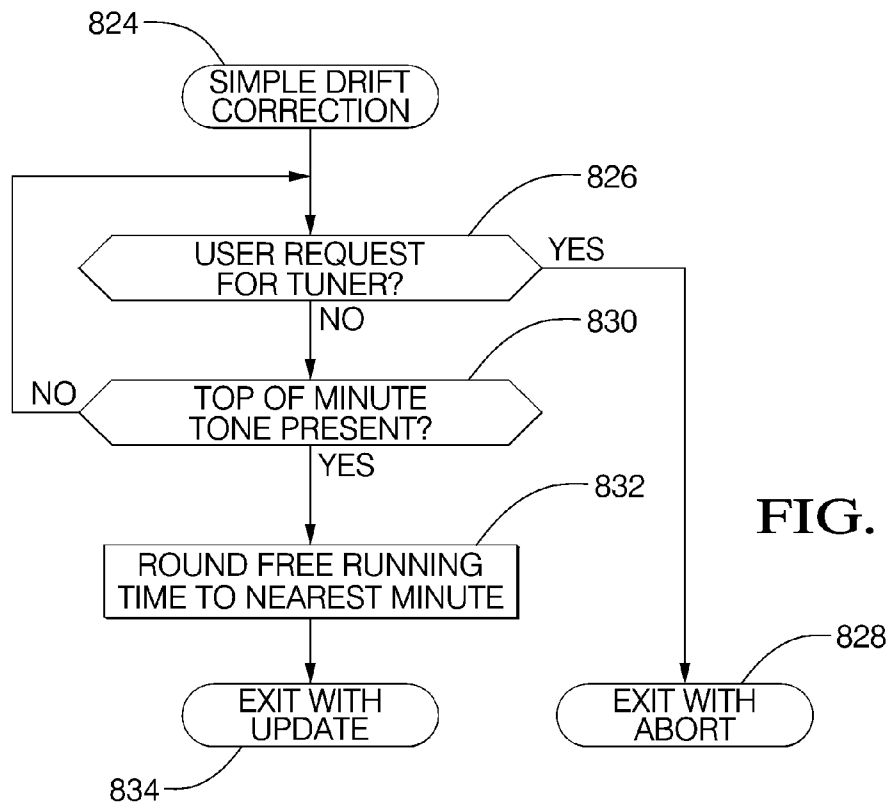 824
SIMPLE DRIFT
CORRECTION
826
USER REQUEST
FOR TUNER?
YES
NO
830
NO
TOP OF MINUTE
TONE PRESENT?
YES
832
FIG.
ROUND FREE RUNNING
TIME TO NEAREST MINUTE
828
EXIT WITH
UPDATE
EXIT WITH
ABORT
834